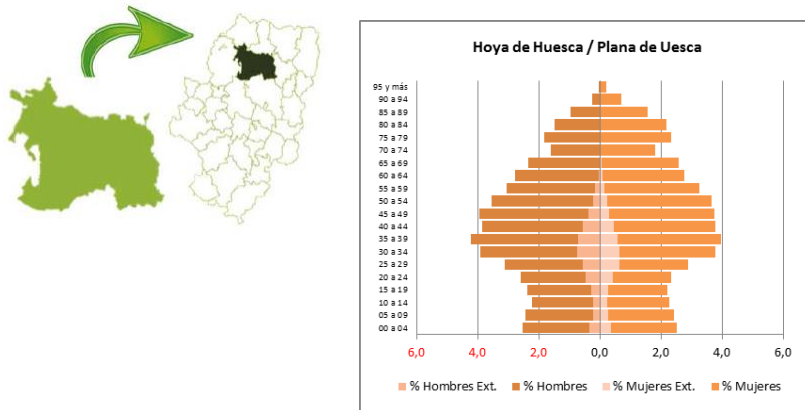 Hoya de Huesca / Plana de Uesca
95 y más
90 a 94
85 a 89
80 a 84
75 a 79
70 a 74
65 a 69
60 a 64
55 a 59
50 a 54
45 a 49
40 a 44
35 a 39
30 a 34
25 a 29
20 a 24
15 a 19
10 a 14
05 a 09
00 a 04
6,0 4,0 2,0 0,0 2,0 4,0 6,0
% Hombres Ext. % Hombres % Mujeres Ext. % Mujeres